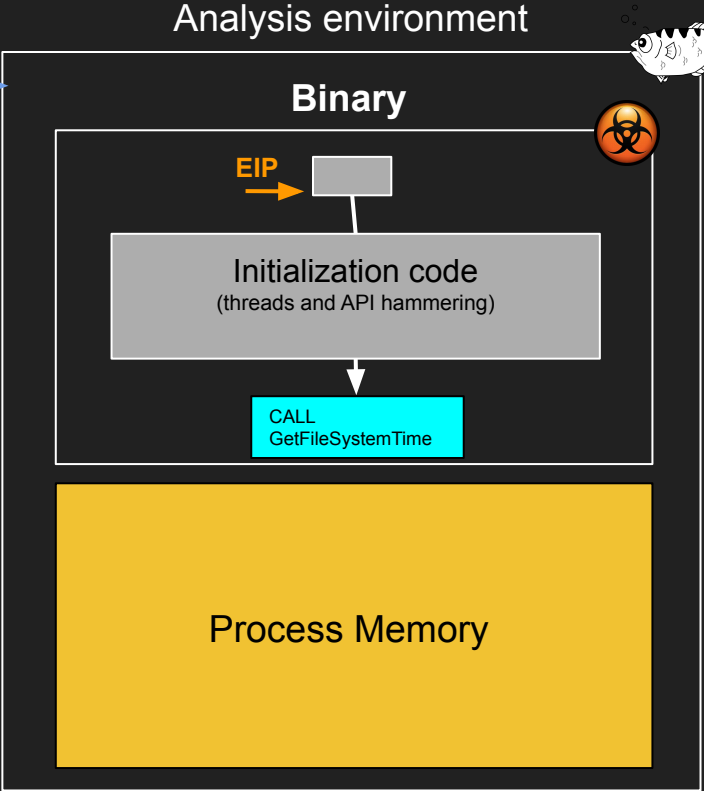 Analysis environment
Binary
EIP
Initialization code
(threads and API hammering)
CALL
GetFileSystemTime
Process Memory